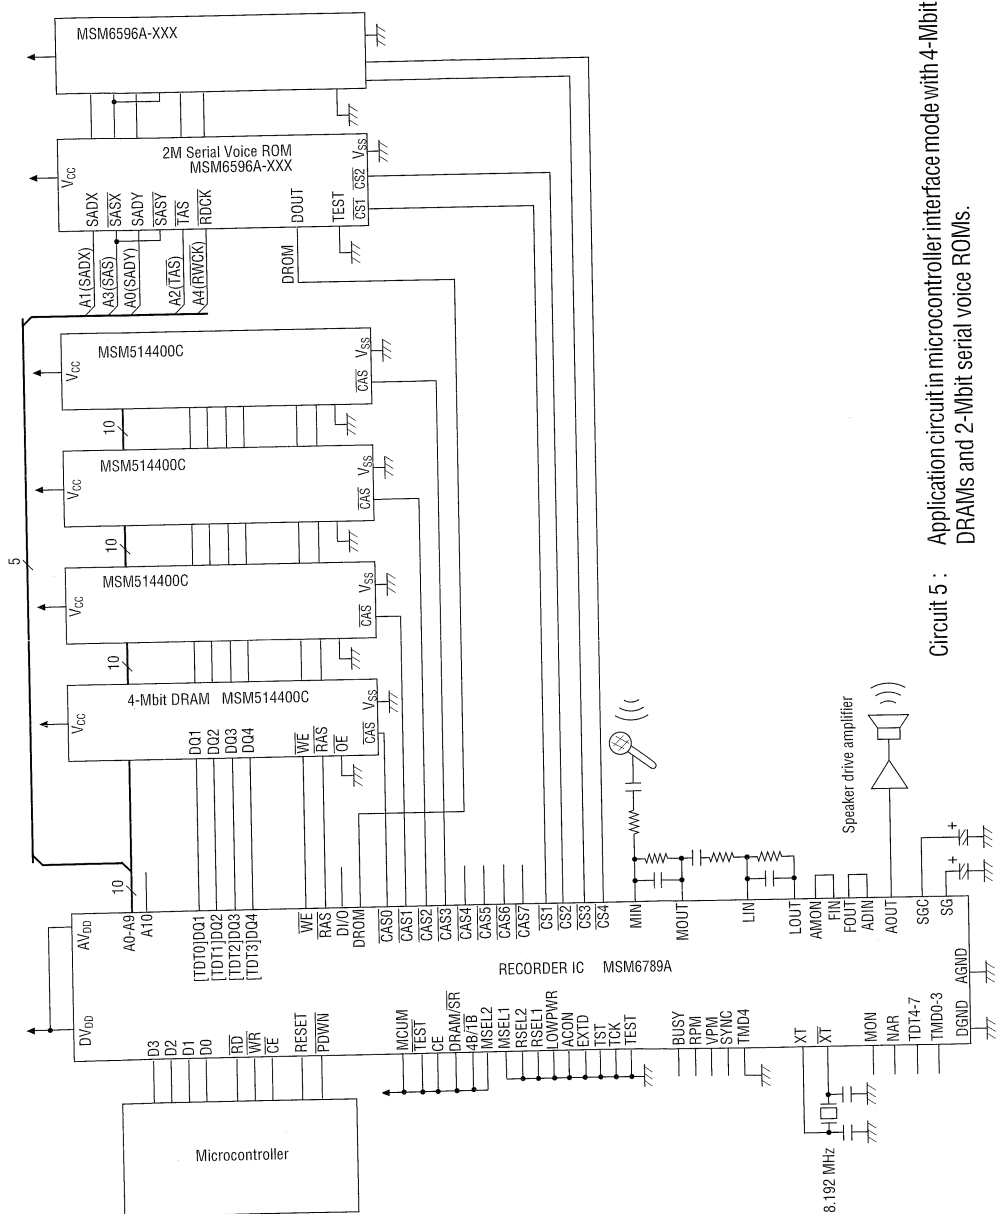 MSM6596A-XXX
2M Serial Voice ROM
MSM6596A-XXX
VCC
VSS
SADX
SASX
SADY
SASY
TAS
RDCK
DOUT
TEST
CS1
CS2
A1(SADX)
A3(SAS)
A0(SADY)
A2(TAS)
A4(RWCK)
DROM
5
MSM514400C
VCC
VSS
CAS
10
MSM514400C
VCC
VSS
CAS
10
MSM514400C
VCC
VSS
CAS
10
4-Mbit DRAM MSM514400C
VCC
VSS
DQ1
DQ2
DQ3
DQ4
WE
RAS
OE
CAS
10
AVDD
A0-A9
A10
[TDT0]DQ1
[TDT1]DQ2
[TDT2]DQ3
[TDT3]DQ4
WE
RAS
DI/O
DROM
CAS0
CAS1
CAS2
CAS3
CAS4
CAS5
CAS6
CAS7
CS1
CS2
CS3
CS4
MIN
MOUT
LIN
LOUT
AMON
FIN
FOUT
ADIN
AOUT
SGC
SG
+
+
Speaker drive amplifier
RECORDER IC MSM6789A
AGND
DVDD
D3
D2
D1
D0
RD
WR
CE
RESET
PDWN
MCUM
TEST
CE
DRAM/SR
4B/1B
MSEL2
MSEL1
RSEL2
RSEL1
LOWPWR
ACON
EXTD
TST
TCK
TEST
BUSY
RPM
VPM
SYNC
TMD4
XT
XT
MON
NAR
TDT4-7
TMD0-3
DGND
8.192 MHz
Microcontroller
Circuit 5 : Application circuit in microcontroller interface mode with 4-Mbit
DRAMs and 2-Mbit serial voice ROMs.